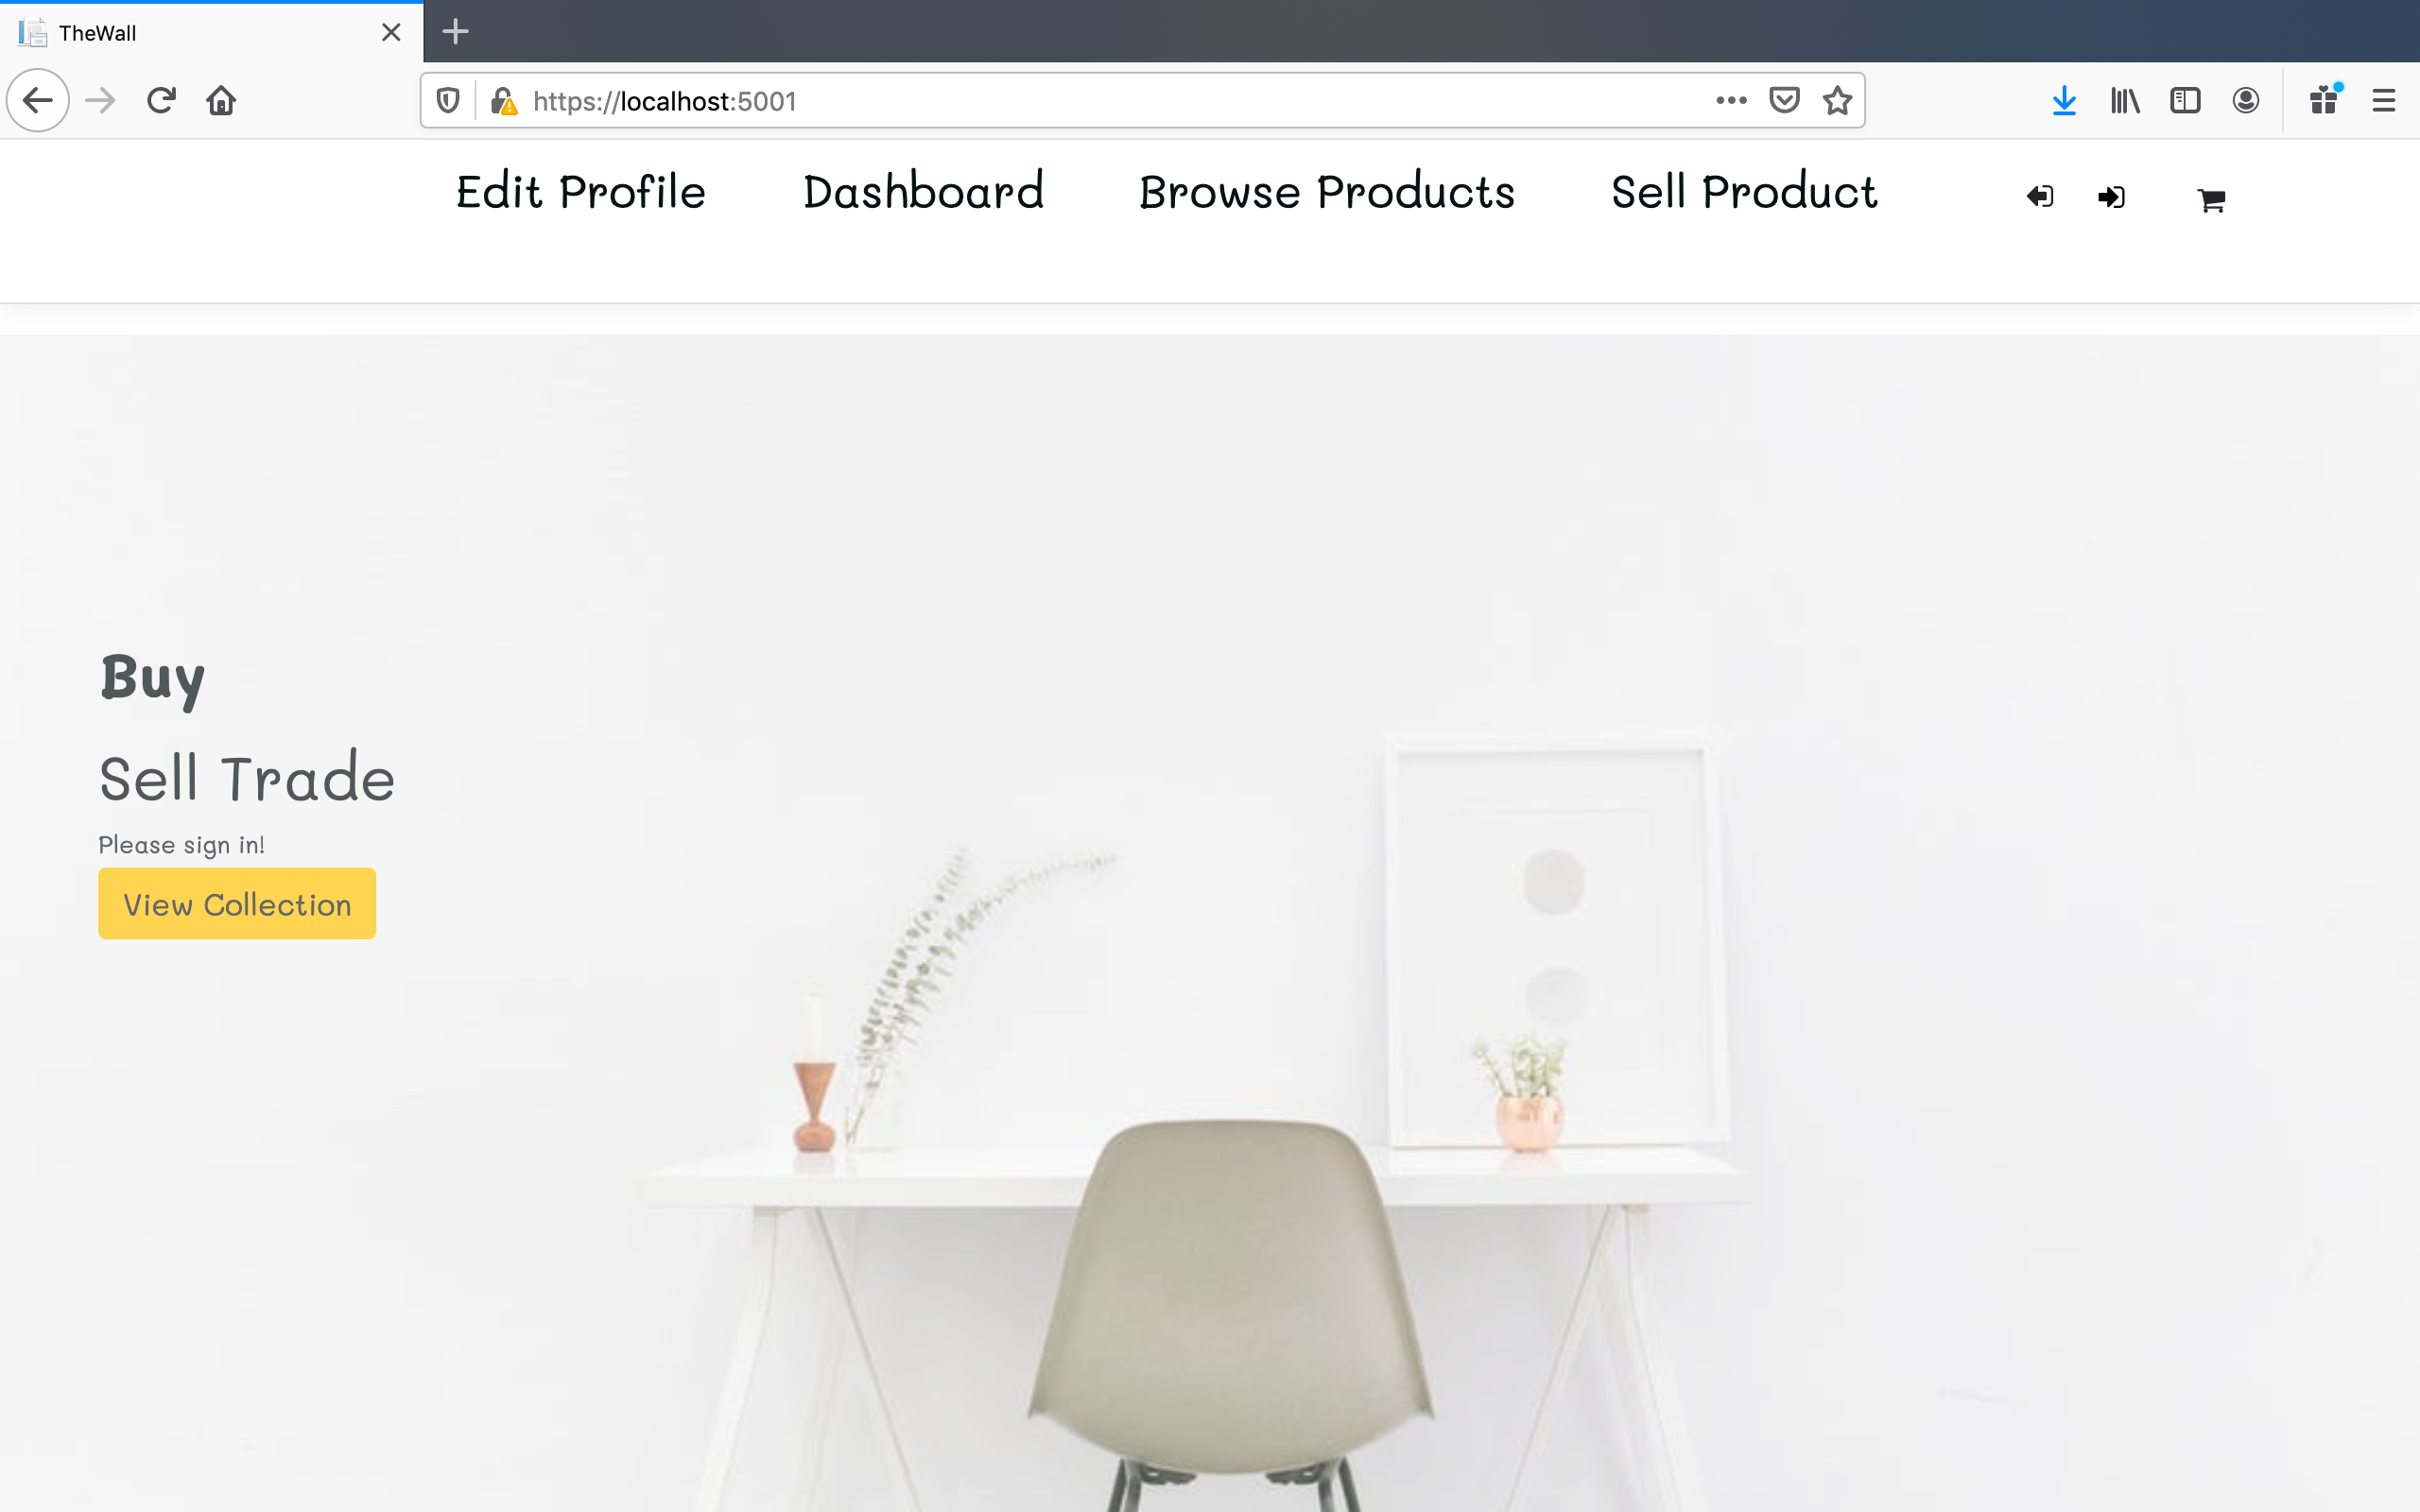 TheWall
https://localhost:5001
Edit Profile Dashboard Browse Products Sell Product
Buy
Sell Trade
Please sign in!
View Collection